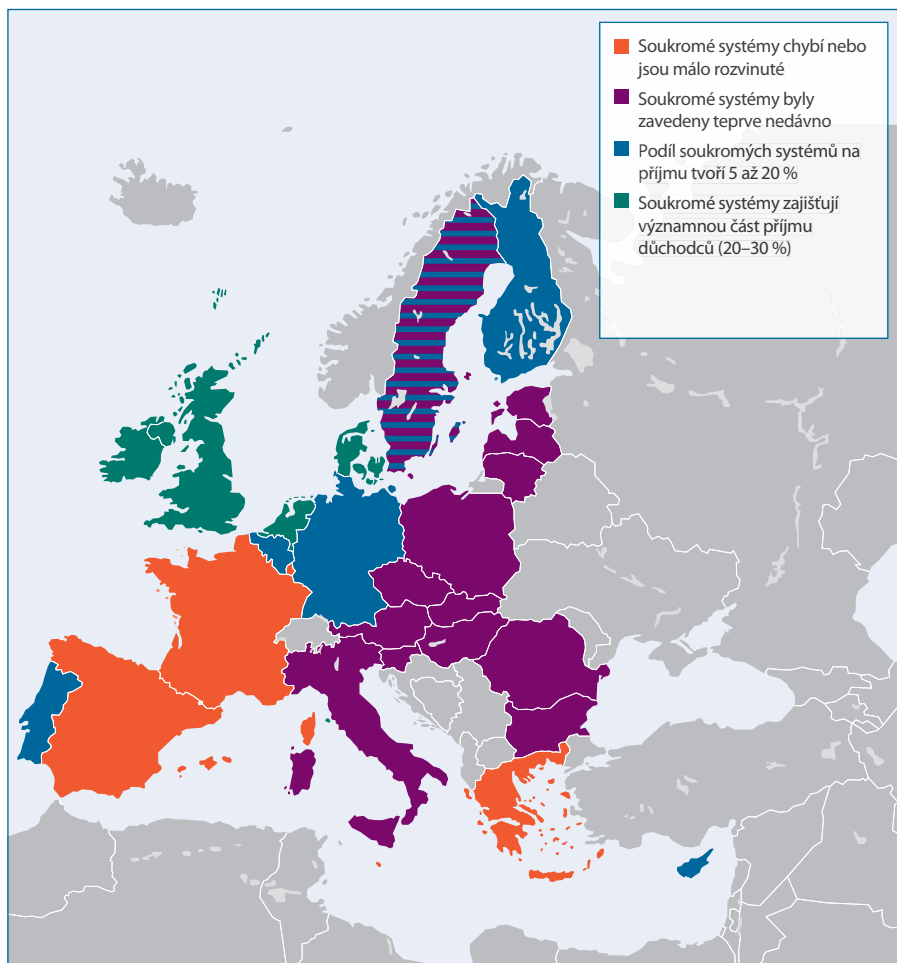 Soukromé systémy chybí nebo
jsou málo rozvinuté
Soukromé systémy byly
zavedeny teprve nedávno
Podíl soukromých systémů na
příjmu tvoří 5 až 20 %
Soukromé systémy zajišťují
významnou část příjmu
důchodců (20–30 %)